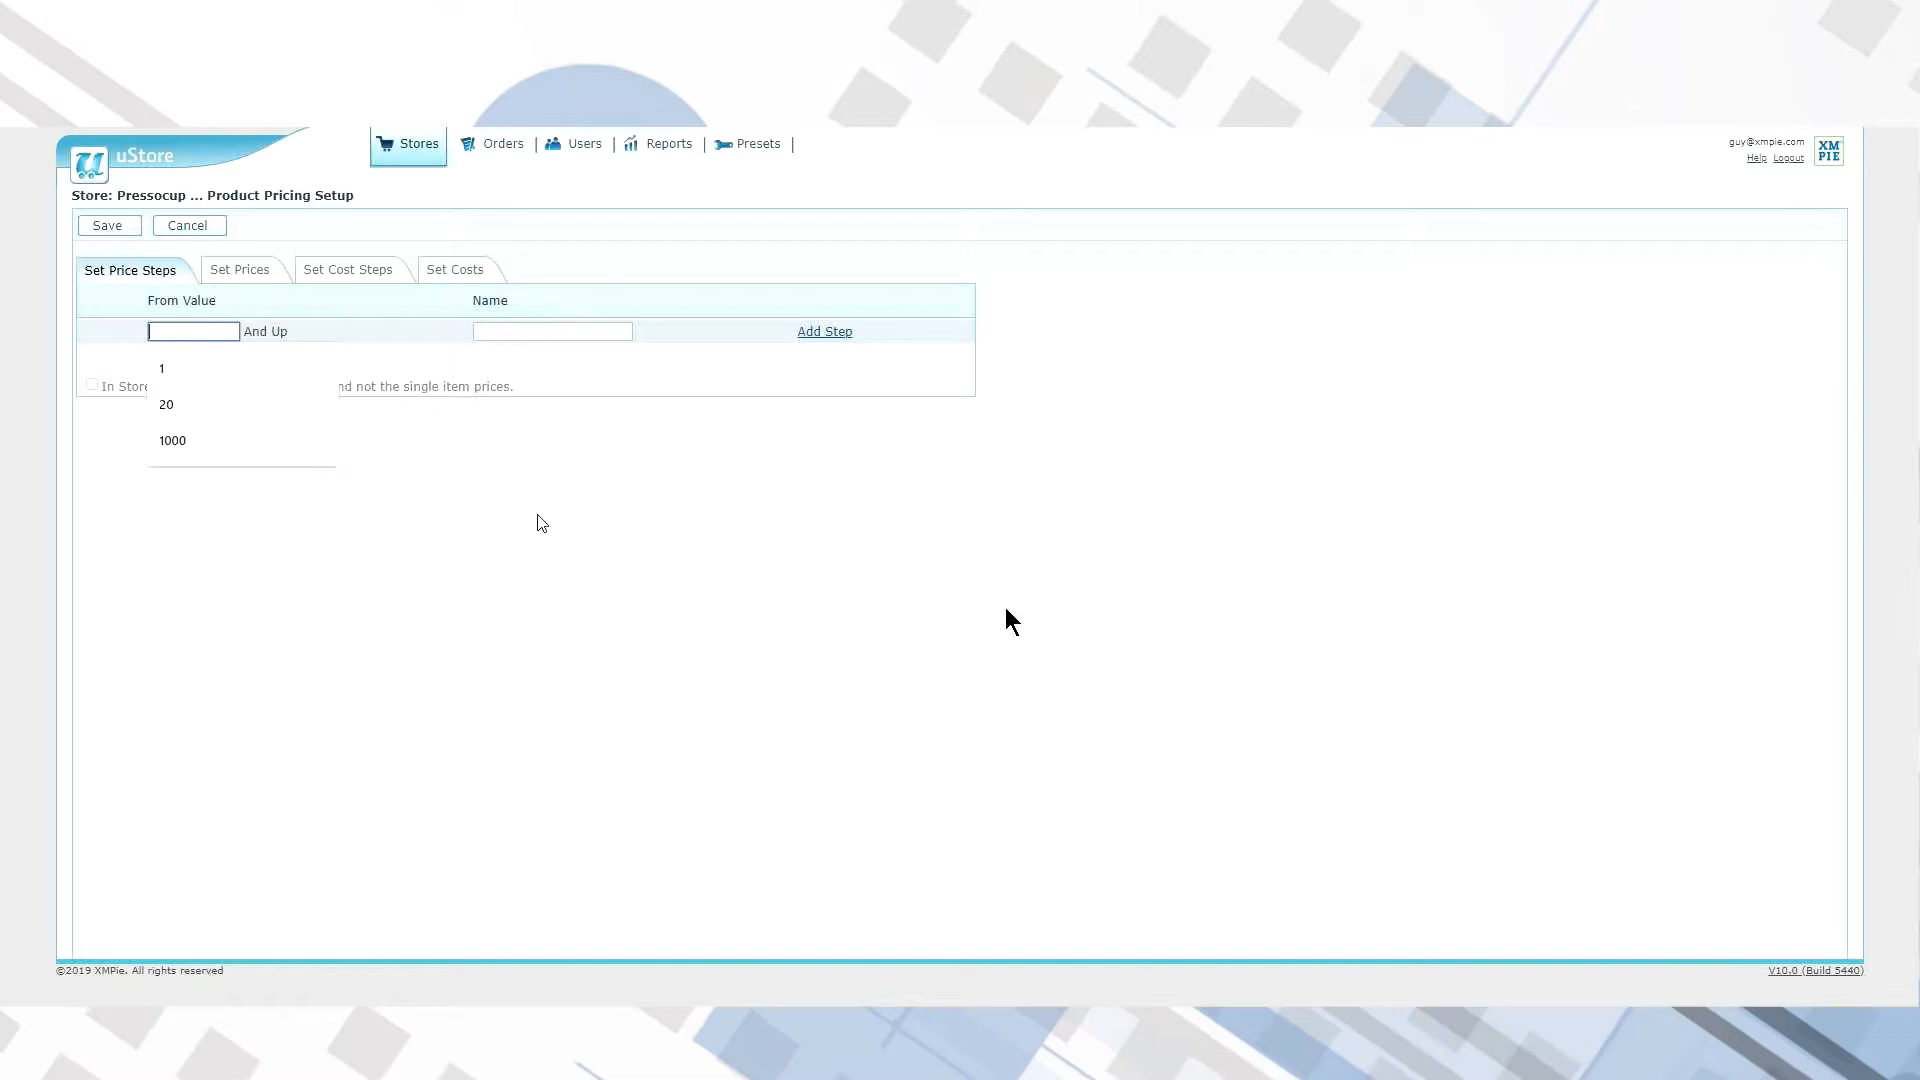 uStore
Stores
Orders
Users
Reports
Presets
guy@xmpie.com
Help Logout
XM
PIE
Store: Pressocup ... Product Pricing Setup
Save Cancel
Set Price Steps Set Prices Set Cost Steps Set Costs
From Value Name
And Up Add Step
1
In Store nd not the single item prices.
20
1000
©2019 XMPie. All rights reserved
V10.0 (Build 5440)